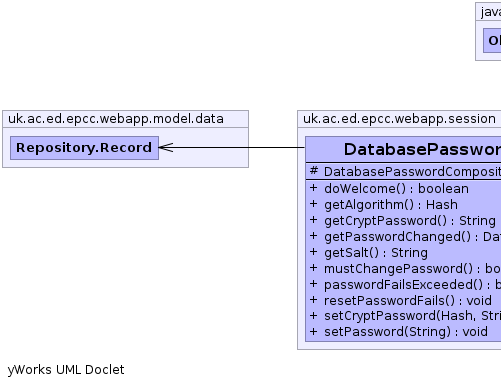 java
uk.ac.ed.epcc.webapp.model.data
Repository.Record
uk.ac.ed.epcc.webapp.session
DatabasePasswor
# DatabasePasswordComposit
+ doWelcome() : boolean
+ getAlgorithm() : Hash
+ getCryptPassword() : String
+ getPasswordChanged() : Dat
+ getSalt() : String
+ mustChangePassword() : bo
+ passwordFailsExceeded() : b
+ resetPasswordFails() : void
+ setCryptPassword(Hash, Stri
+ setPassword(String) : void
yWorks UML Doclet